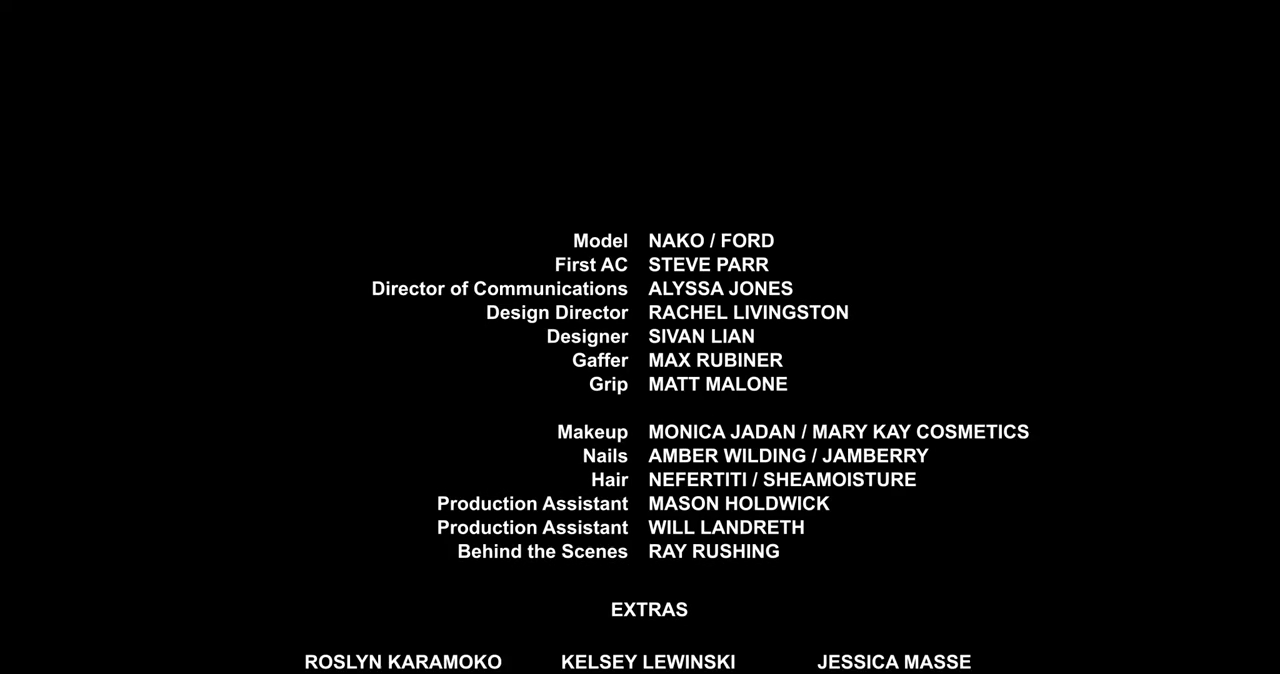 Model NAKO / FORD
First AC STEVE PARR
Director of Communications ALYSSA JONES
Design Director RACHEL LIVINGSTON
Designer SIVAN LIAN
Gaffer MAX RUBINER
Grip MATT MALONE
Makeup MONICA JADAN / MARY KAY COSMETICS
Nails AMBER WILDING / JAMBERRY
Hair NEFERTITI / SHEAMOISTURE
Production Assistant MASON HOLDWICK
Production Assistant WILL LANDRETH
Behind the Scenes RAY RUSHING
EXTRAS
ROSLYN KARAMOKO KELSEY LEWINSKI JESSICA MASSE